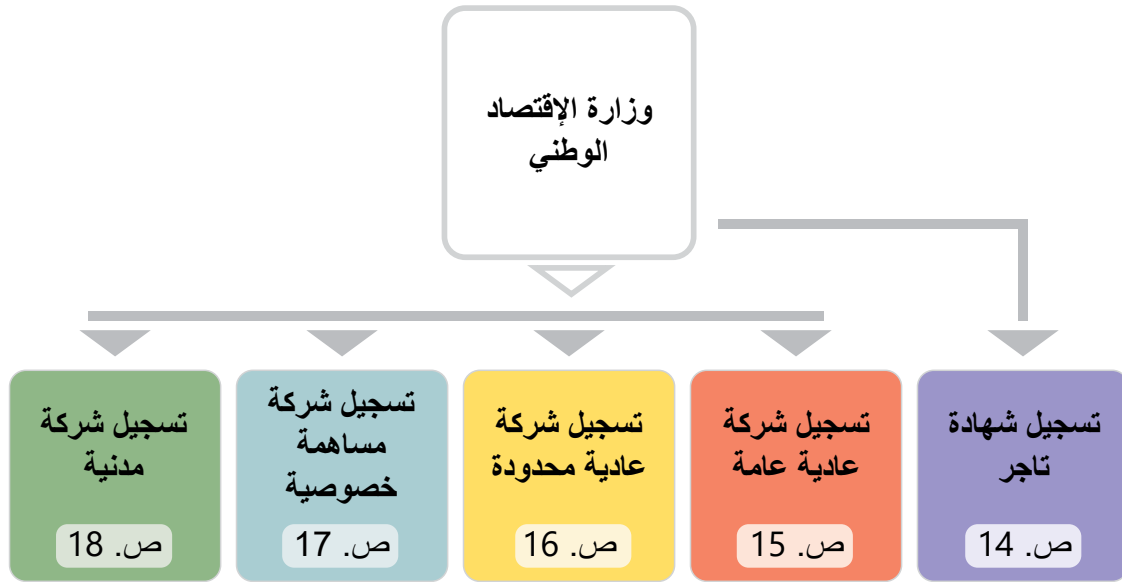 وزارة الإقتصاد
الوطني
تسجيل شهادة
تاجر
ص. 14
تسجيل شركة
عادية عامة
ص. 15
تسجيل شركة
عادية محدودة
ص. 16
تسجيل شركة
مساهمة
خصوصية
ص. 17
تسجيل شركة
مدنية
ص. 18